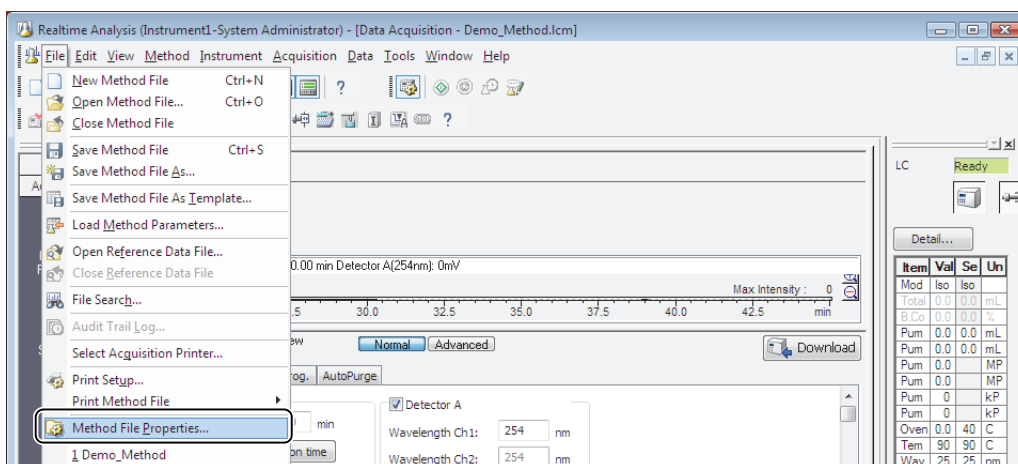 Realtime Analysis (Instrument1-System Administrator) - [Data Acquisition - Demo_Method.lcm]
File Edit View Method Instrument Acquisition Data Tools Window Help
New Method File Ctrl+N
Open Method File... Ctrl+O
Close Method File
Save Method File Ctrl+S
Save Method File As...
Save Method File As Template...
Load Method Parameters...
Open Reference Data File...
Close Reference Data File
File Search...
Audit Trail Log...
Select Acquisition Printer...
Print Setup...
Print Method File
Method File Properties...
1 Demo_Method
0.00 min Detector A(254nm): 0mV
Max Intensity : 0
.5 30.0 32.5 35.0 37.5 40.0 42.5 min
ew Normal Advanced Download
rog. AutoPurge
min
on time
Detector A
Wavelength Ch1: 254 nm
Wavelength Ch2: 254 nm
LC Ready
Detail...
Item Val Se Un
Mod Iso Iso
Total 0.0 0.0 mL
B.Co 0.0 0.0 %
Pum 0.0 0.0 mL
Pum 0.0 0.0 mL
Pum 0.0 MP
Pum 0.0 MP
Pum 0 kP
Pum 0 kP
Oven 0.0 40 C
Tem 90 90 C
Wav 25 25 nm